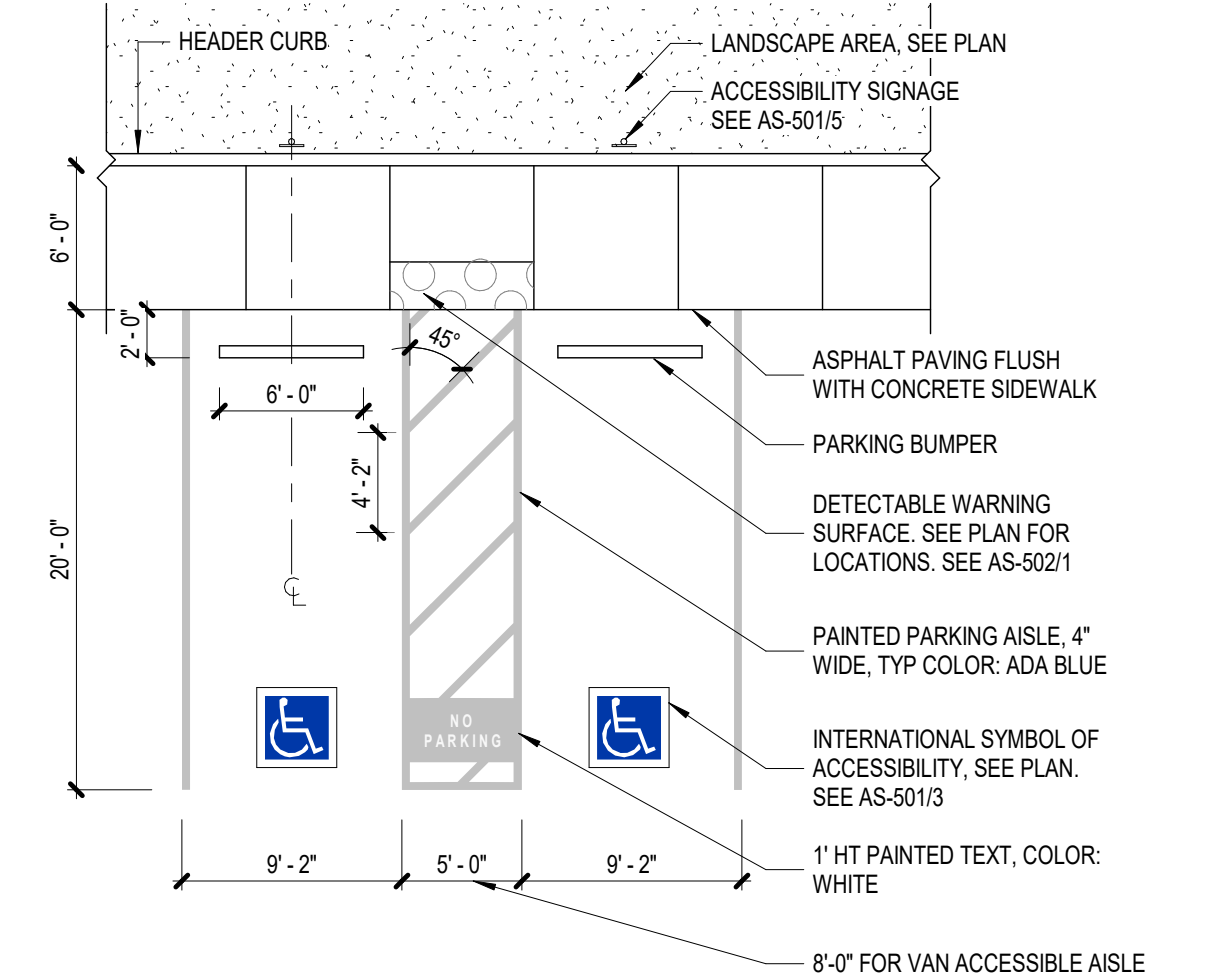 HEADER CURB
LANDSCAPE AREA, SEE PLAN
ACCESSIBILITY SIGNAGE
SEE AS-501/5
6' - 0"
2' - 0"
45°
6' - 0"
4' - 2"
20' - 0"
ASPHALT PAVING FLUSH
WITH CONCRETE SIDEWALK
PARKING BUMPER
DETECTABLE WARNING
SURFACE. SEE PLAN FOR
LOCATIONS. SEE AS-502/1
PAINTED PARKING AISLE, 4"
WIDE, TYP COLOR: ADA BLUE
CL
NO
PARKING
INTERNATIONAL SYMBOL OF
ACCESSIBILITY, SEE PLAN.
SEE AS-501/3
1' HT PAINTED TEXT, COLOR:
WHITE
9' - 2"
5' - 0"
9' - 2"
8'-0" FOR VAN ACCESSIBLE AISLE